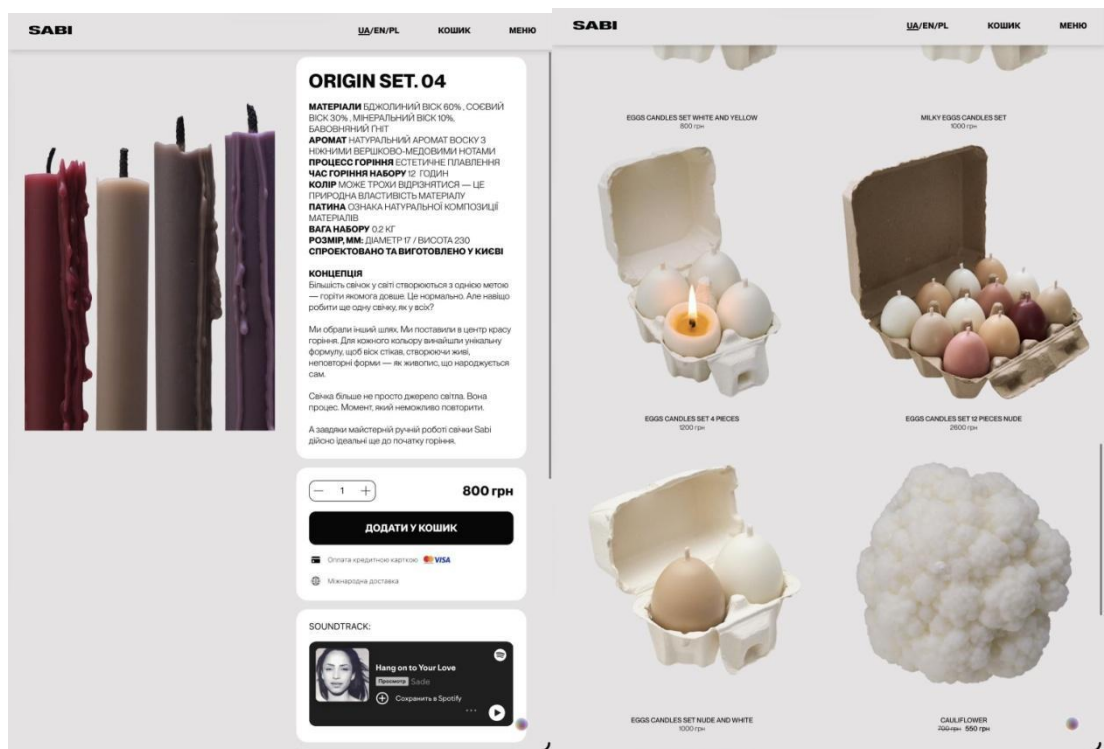 SABI
UA/EN/PL
КОШИК
МЕНЮ
ORIGIN SET. 04
МАТЕРІАЛИ БДЖОЛИНИЙ ВІСК 60% , СОЄВИЙ
ВІСК 30% , МІНЕРАЛЬНИЙ ВІСК 10%,
БАВОВНЯНИЙ ГНІТ
АРОМАТ НАТУРАЛЬНИЙ АРОМАТ ВОСКУ З
НІЖНИМИ ВЕРШКОВО-МЕДОВИМИ НОТАМИ
ПРОЦЕСС ГОРІННЯ ЕСТЕТИЧНЕ ПЛАВЛЕННЯ
ЧАС ГОРІННЯ НАБОРУ 12 ГОДИН
КОЛІР МОЖЕ ТРОХИ ВІДРІЗНЯТИСЯ — ЦЕ
ПРИРОДНА ВЛАСТИВІСТЬ МАТЕРІАЛУ
ПАТИНА ОЗНАКА НАТУРАЛЬНОЇ КОМПОЗИЦІЇ
МАТЕРІАЛІВ
ВАГА НАБОРУ 0.2 КГ
РОЗМІР, ММ: ДІАМЕТР 17 / ВИСОТА 230
СПРОЕКТОВАНО ТА ВИГОТОВЛЕНО У КИЄВІ
КОНЦЕПЦІЯ
Більшість свічок у світі створюються з однією метою
— горіти якомога довше. Це нормально. Але навіщо
робити ще одну свічку, як у всіх?
Ми обрали інший шлях. Ми поставили в центр красу
горіння. Для кожного кольору винайшли унікальну
формулу, щоб віск стікав, створюючи живі,
неповторні форми — як живопис, що народжується
сам.
Свічка більше не просто джерело світла. Вона
процес. Момент, який неможливо повторити.
А завдяки майстерній ручній роботі свічки Sabi
дійсно ідеальні ще до початку горіння.
— 1 +
800 грн
ДОДАТИ У КОШИК
Оплата кредитною карткою VISA
Міжнародна доставка
SOUNDTRACK:
Hang on to Your Love
Просмотр Sade
Сохранить в Spotify
SABI
UA/EN/PL
КОШИК
МЕНЮ
EGGS CANDLES SET WHITE AND YELLOW
800 грн
MILKY EGGS CANDLES SET
1000 грн
EGGS CANDLES SET 4 PIECES
1200 грн
EGGS CANDLES SET 12 PIECES NUDE
2600 грн
EGGS CANDLES SET NUDE AND WHITE
1000 грн
CAULIFLOWER
700 грн 550 грн